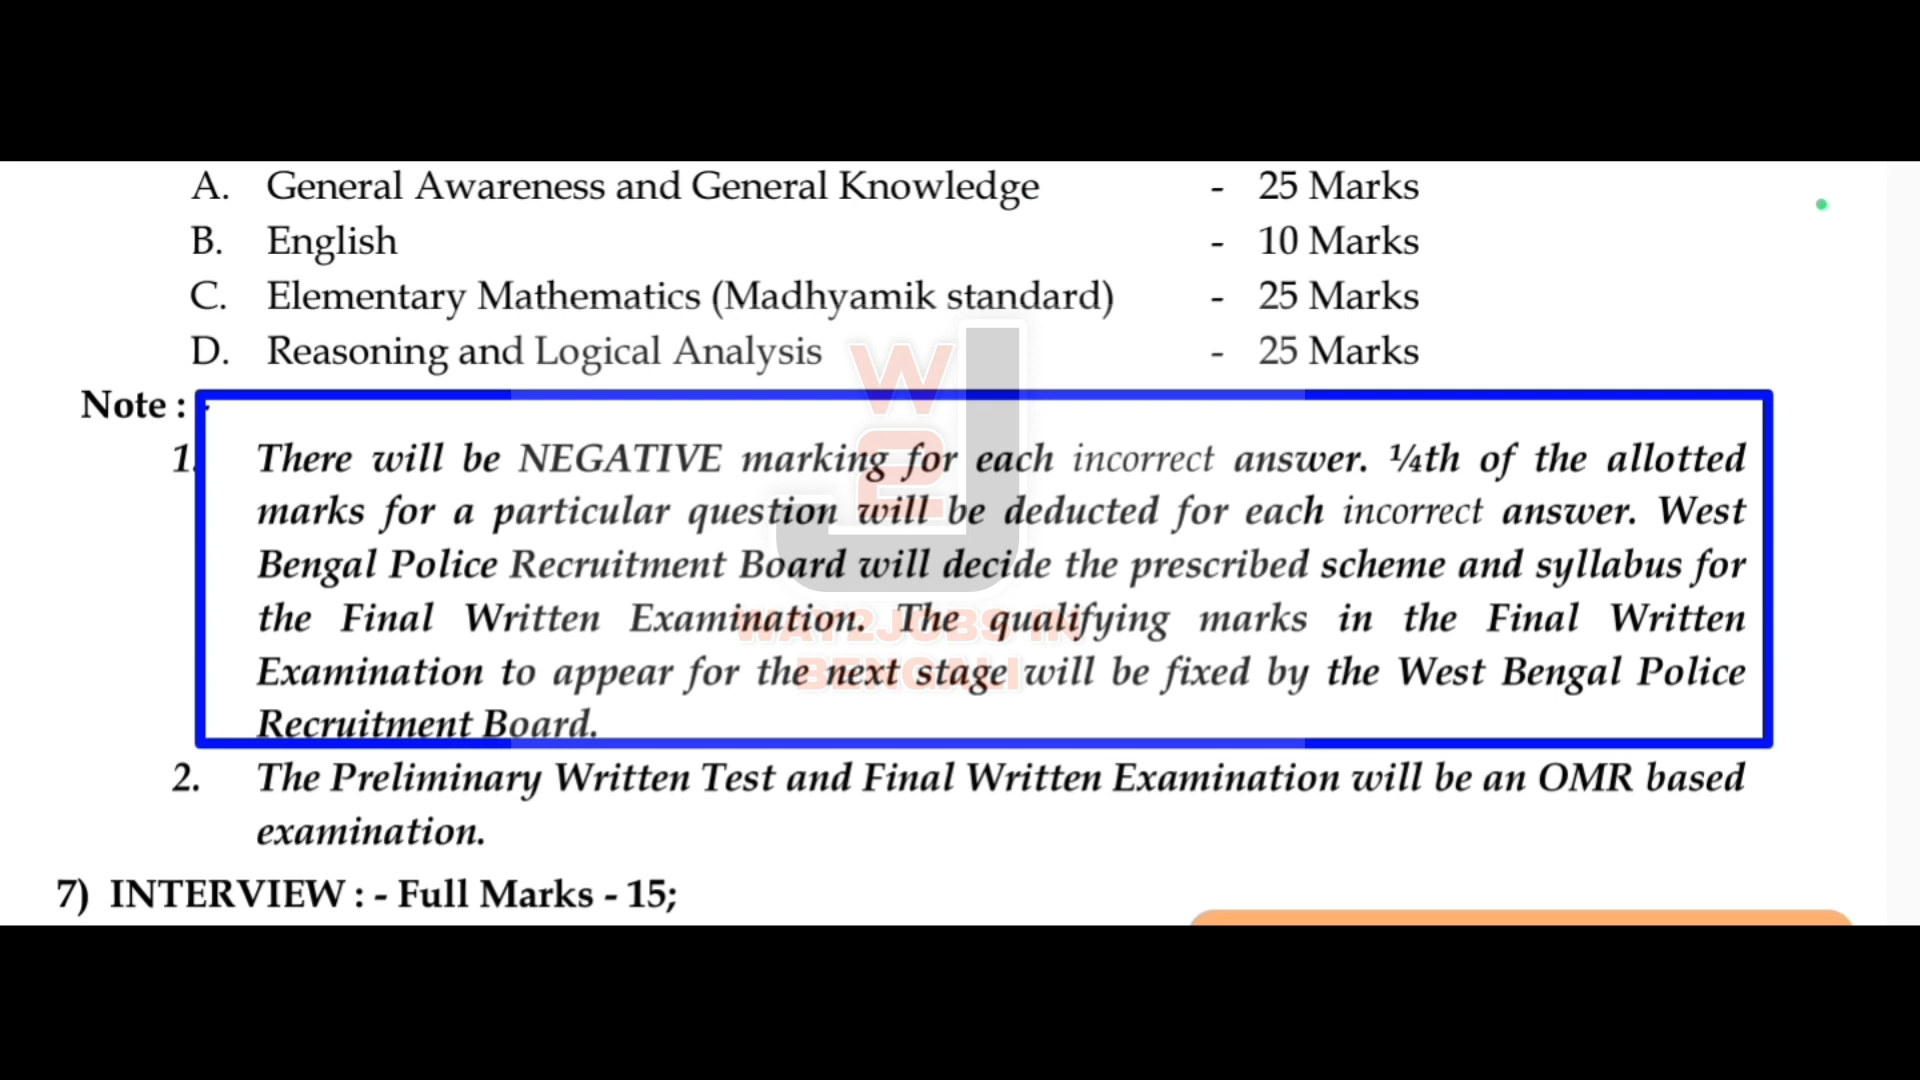 A. General Awareness and General Knowledge - 25 Marks
B. English - 10 Marks
C. Elementary Mathematics (Madhyamik standard) - 25 Marks
D. Reasoning and Logical Analysis - 25 Marks
Note :
1. There will be NEGATIVE marking for each incorrect answer. ¼th of the allotted
marks for a particular question will be deducted for each incorrect answer. West
Bengal Police Recruitment Board will decide the prescribed scheme and syllabus for
the Final Written Examination. The qualifying marks in the Final Written
Examination to appear for the next stage will be fixed by the West Bengal Police
Recruitment Board.
2. The Preliminary Written Test and Final Written Examination will be an OMR based
examination.
7) INTERVIEW : - Full Marks - 15;
W2J
WAY2JOBS IN
BENGALI